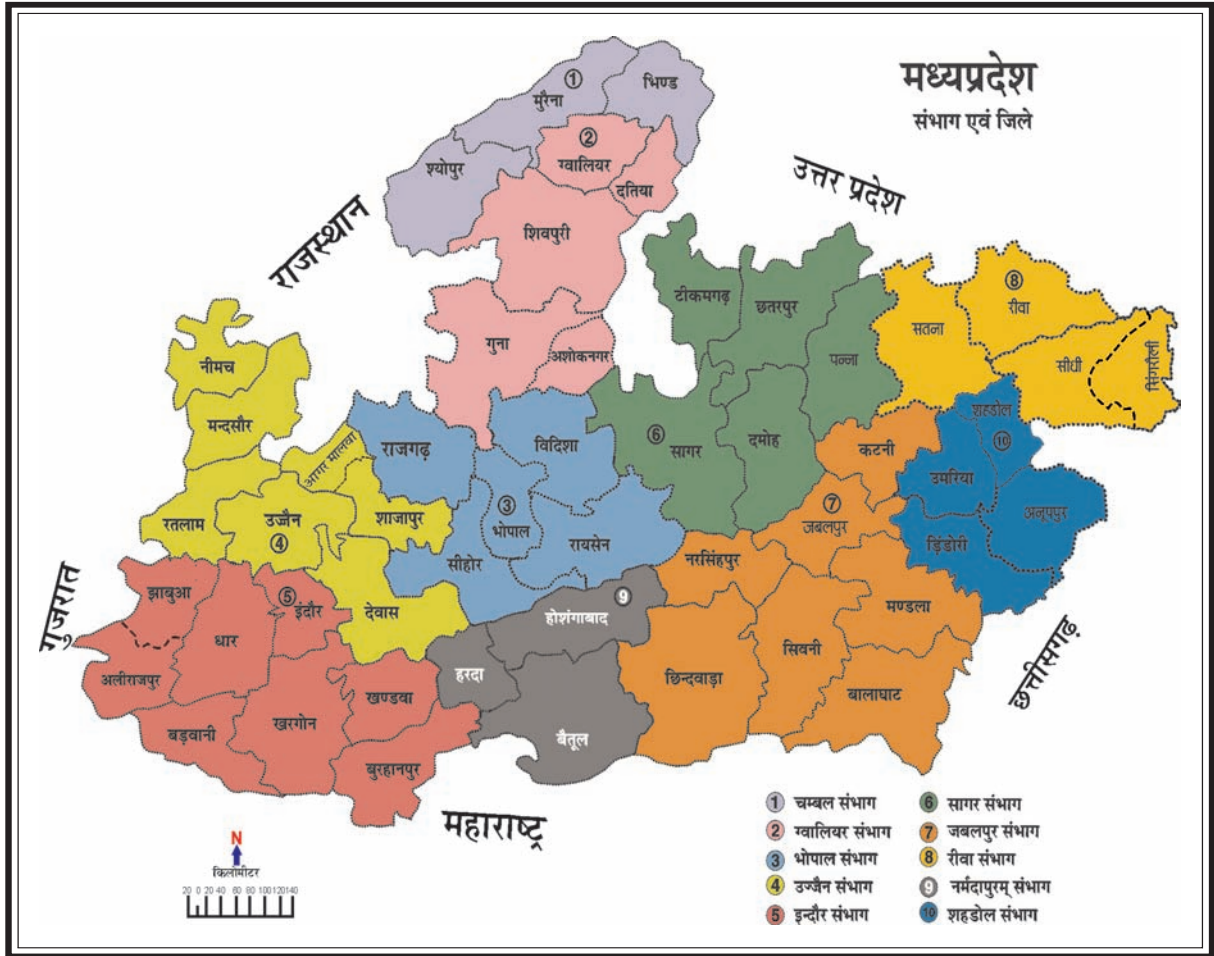 मध्यप्रदेश
संभाग एवं जिले
उत्तर प्रदेश
राजस्थान
गुजरात
महाराष्ट्र
छत्तीसगढ़
①
मुरैना
भिण्ड
②
ग्वालियर
श्योपुर
दतिया
शिवपुरी
गुना
अशोकनगर
टीकमगढ़
छतरपुर
पन्ना
सतना
⑧
रीवा
सीधी
सिंगरौली
नीमच
मन्दसौर
आगर मालवा
राजगढ़
विदिशा
⑥
सागर
दमोह
कटनी
शहडोल
⑩
उमरिया
अनूपपुर
डिंडोरी
रतलाम
उज्जैन
④
शाजापुर
③
भोपाल
रायसेन
सीहोर
⑦
जबलपुर
नरसिंहपुर
झाबुआ
⑤
इंदौर
देवास
धार
होशंगाबाद
⑨
हरदा
बैतूल
मण्डला
सिवनी
छिन्दवाड़ा
बालाघाट
अलीराजपुर
बड़वानी
खरगोन
खण्डवा
बुरहानपुर
N
किलोमीटर
20 0 20 40 60 80 100 120 140
① चम्बल संभाग
② ग्वालियर संभाग
③ भोपाल संभाग
④ उज्जैन संभाग
⑤ इन्दौर संभाग
⑥ सागर संभाग
⑦ जबलपुर संभाग
⑧ रीवा संभाग
⑨ नर्मदापुरम् संभाग
⑩ शहडोल संभाग